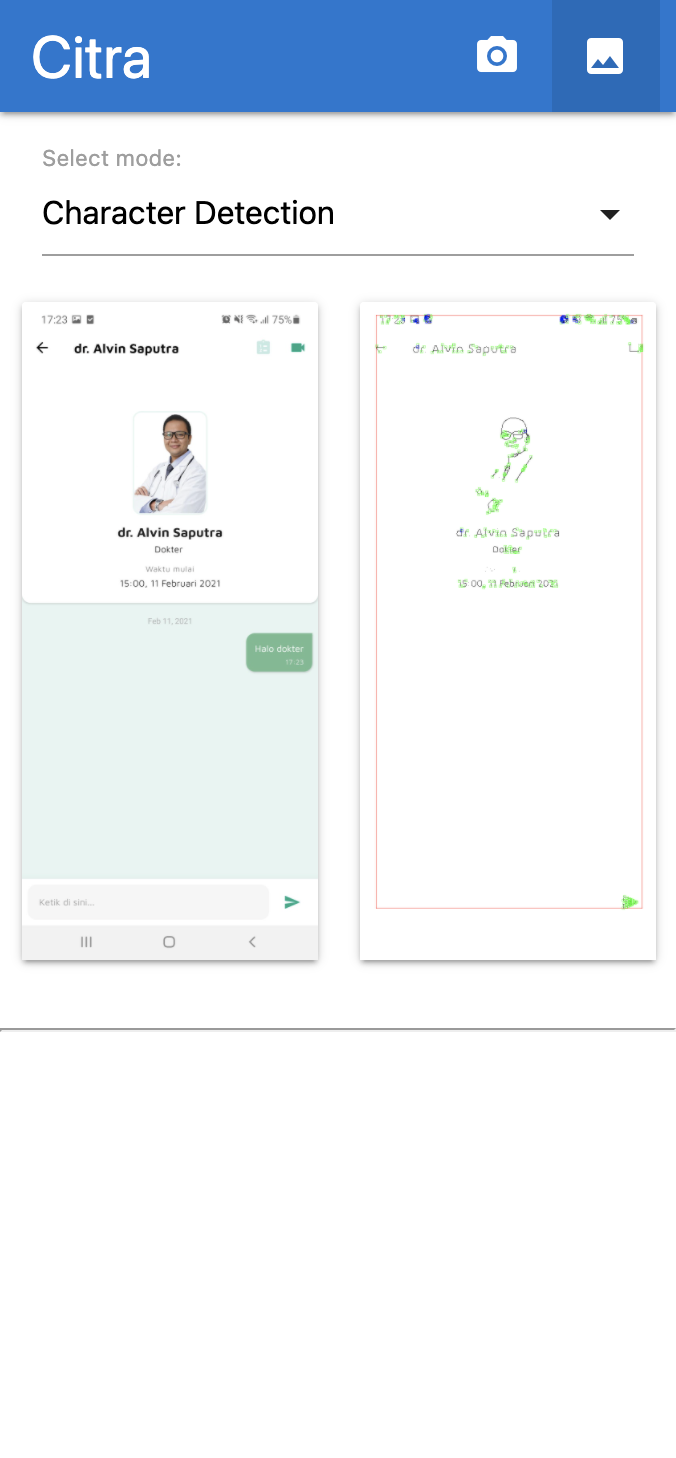 Citra
Select mode:
Character Detection
17:23 75%
dr. Alvin Saputra
dr. Alvin Saputra
Dokter
Waktu mulai
15:00, 11 Februari 2021
Feb 11, 2021
Halo dokter
17:23
Ketik di sini...
17:23 75%
dr. Alvin Saputra
dr. Alvin Saputra
Dokter
15:00, 11 Februari 2021